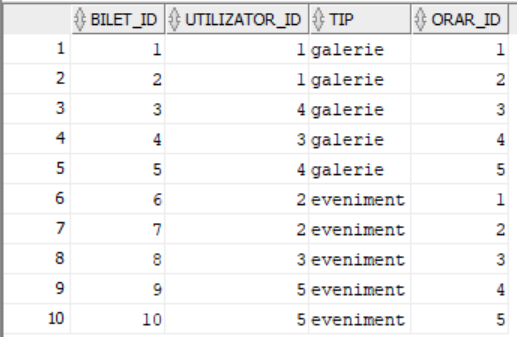 BILET_ID UTILIZATOR_ID TIP ORAR_ID
1 1 1 galerie 1
2 2 1 galerie 2
3 3 4 galerie 3
4 4 3 galerie 4
5 5 4 galerie 5
6 6 2 eveniment 1
7 7 2 eveniment 2
8 8 3 eveniment 3
9 9 5 eveniment 4
10 10 5 eveniment 5